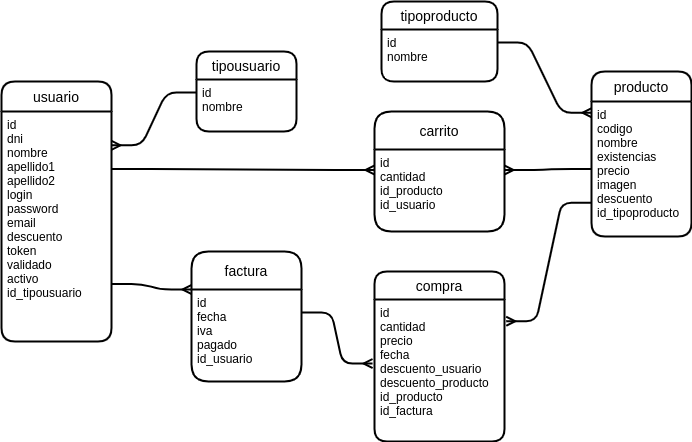 tipoproducto
id
nombre
tipousuario
id
nombre
producto
id
codigo
nombre
existencias
precio
imagen
descuento
id_tipoproducto
usuario
id
dni
nombre
apellido1
apellido2
login
password
email
descuento
token
validado
activo
id_tipousuario
carrito
id
cantidad
id_producto
id_usuario
factura
id
fecha
iva
pagado
id_usuario
compra
id
cantidad
precio
fecha
descuento_usuario
descuento_producto
id_producto
id_factura